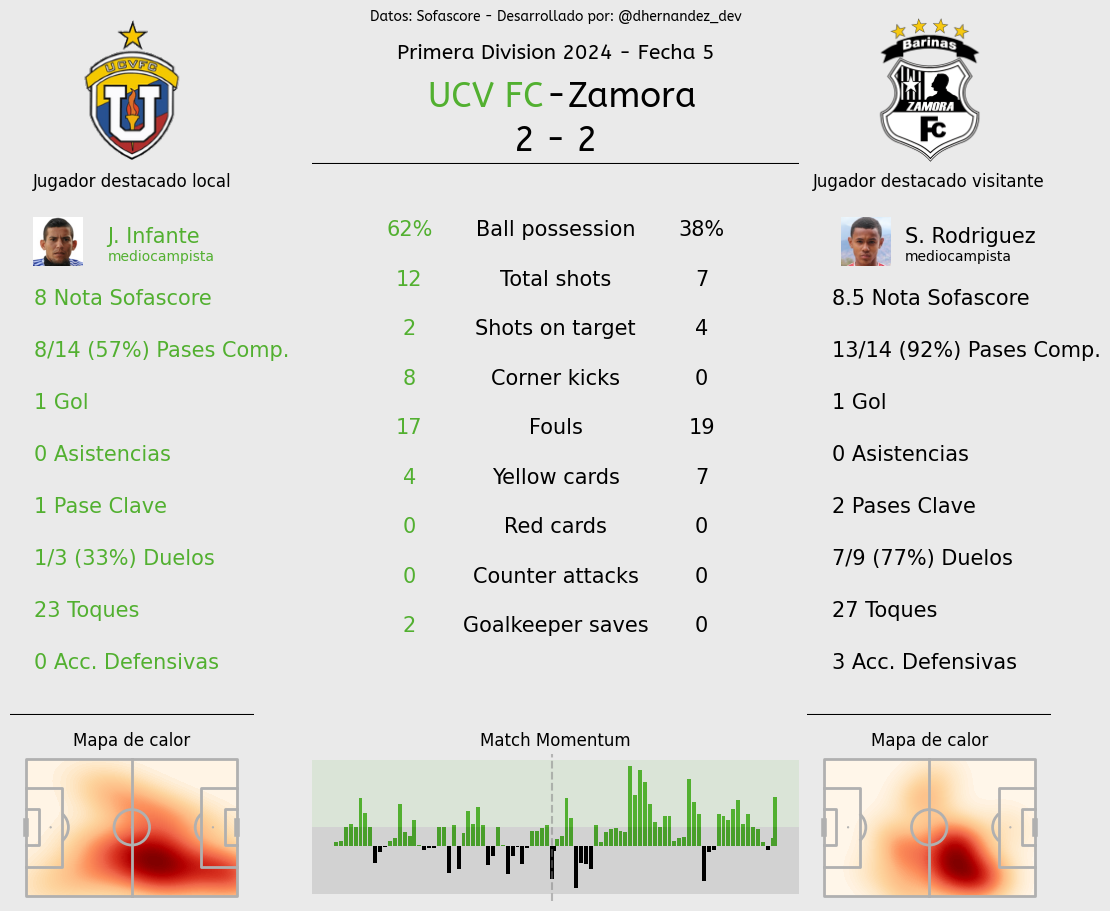 Datos: Sofascore - Desarrollado por: @dhernandez_dev
Primera Division 2024 - Fecha 5
UCV FC - Zamora
2 - 2
UCVFC
U
Barinas
ZAMORA
Fc
Jugador destacado local
J. Infante
mediocampista
8 Nota Sofascore
8/14 (57%) Pases Comp.
1 Gol
0 Asistencias
1 Pase Clave
1/3 (33%) Duelos
23 Toques
0 Acc. Defensivas
Mapa de calor
62% Ball possession 38%
12 Total shots 7
2 Shots on target 4
8 Corner kicks 0
17 Fouls 19
4 Yellow cards 7
0 Red cards 0
0 Counter attacks 0
2 Goalkeeper saves 0
Match Momentum
Jugador destacado visitante
S. Rodriguez
mediocampista
8.5 Nota Sofascore
13/14 (92%) Pases Comp.
1 Gol
0 Asistencias
2 Pases Clave
7/9 (77%) Duelos
27 Toques
3 Acc. Defensivas
Mapa de calor